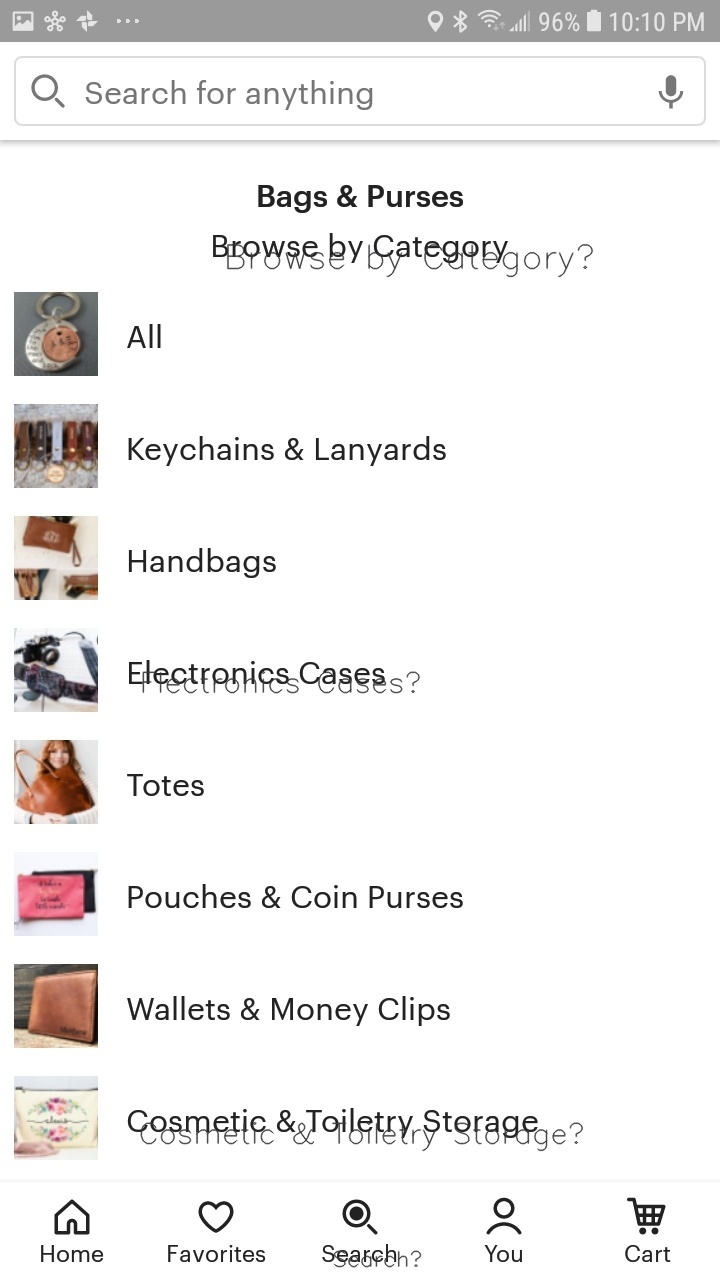 96% 10:10 PM
Search for anything
Bags & Purses
Browse by Category
Browse by Category?
All
Keychains & Lanyards
Handbags
Electronics Cases
Electronics Cases?
Totes
Pouches & Coin Purses
Wallets & Money Clips
Cosmetic & Toiletry Storage
Cosmetic & Toiletry Storage?
Home Favorites Search You Cart
Search?